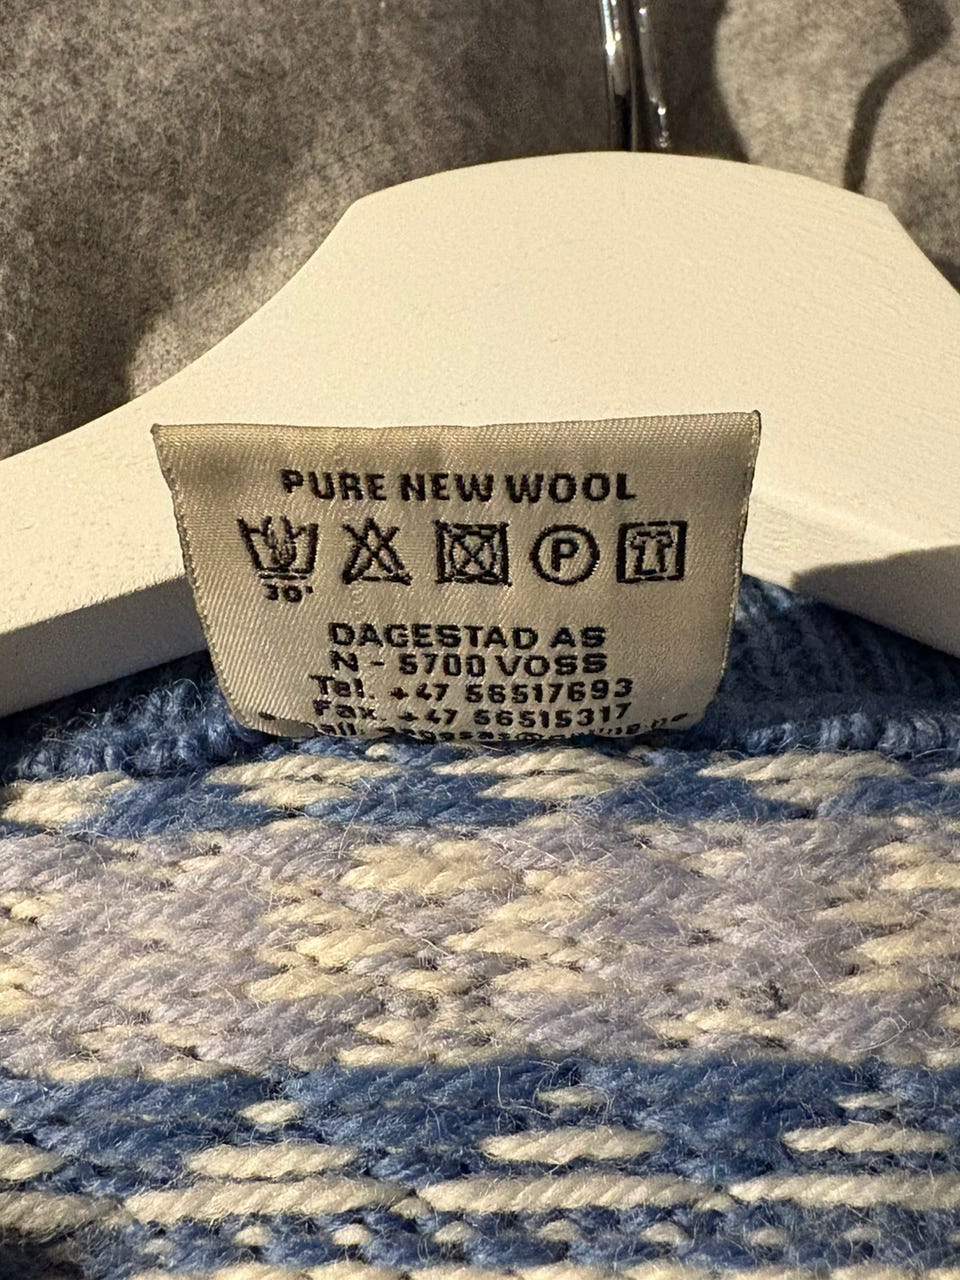 PURE NEW WOOL
30°
P
DAGESTAD AS
N - 5700 VOSS
Tel. +47 56517693
Fax. +47 56515317